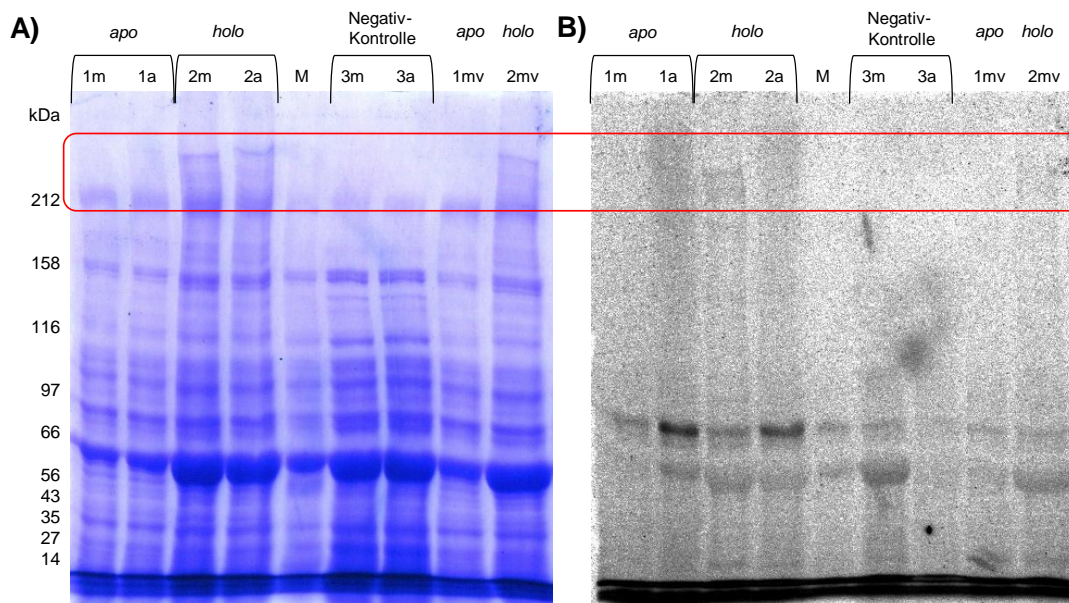 A)
apo holo Negativ-
Kontrolle apo holo
1m 1a 2m 2a M 3m 3a 1mv 2mv
kDa
212
158
116
97
66
56
43
35
27
14
B)
apo holo Negativ-
Kontrolle apo holo
1m 1a 2m 2a M 3m 3a 1mv 2mv